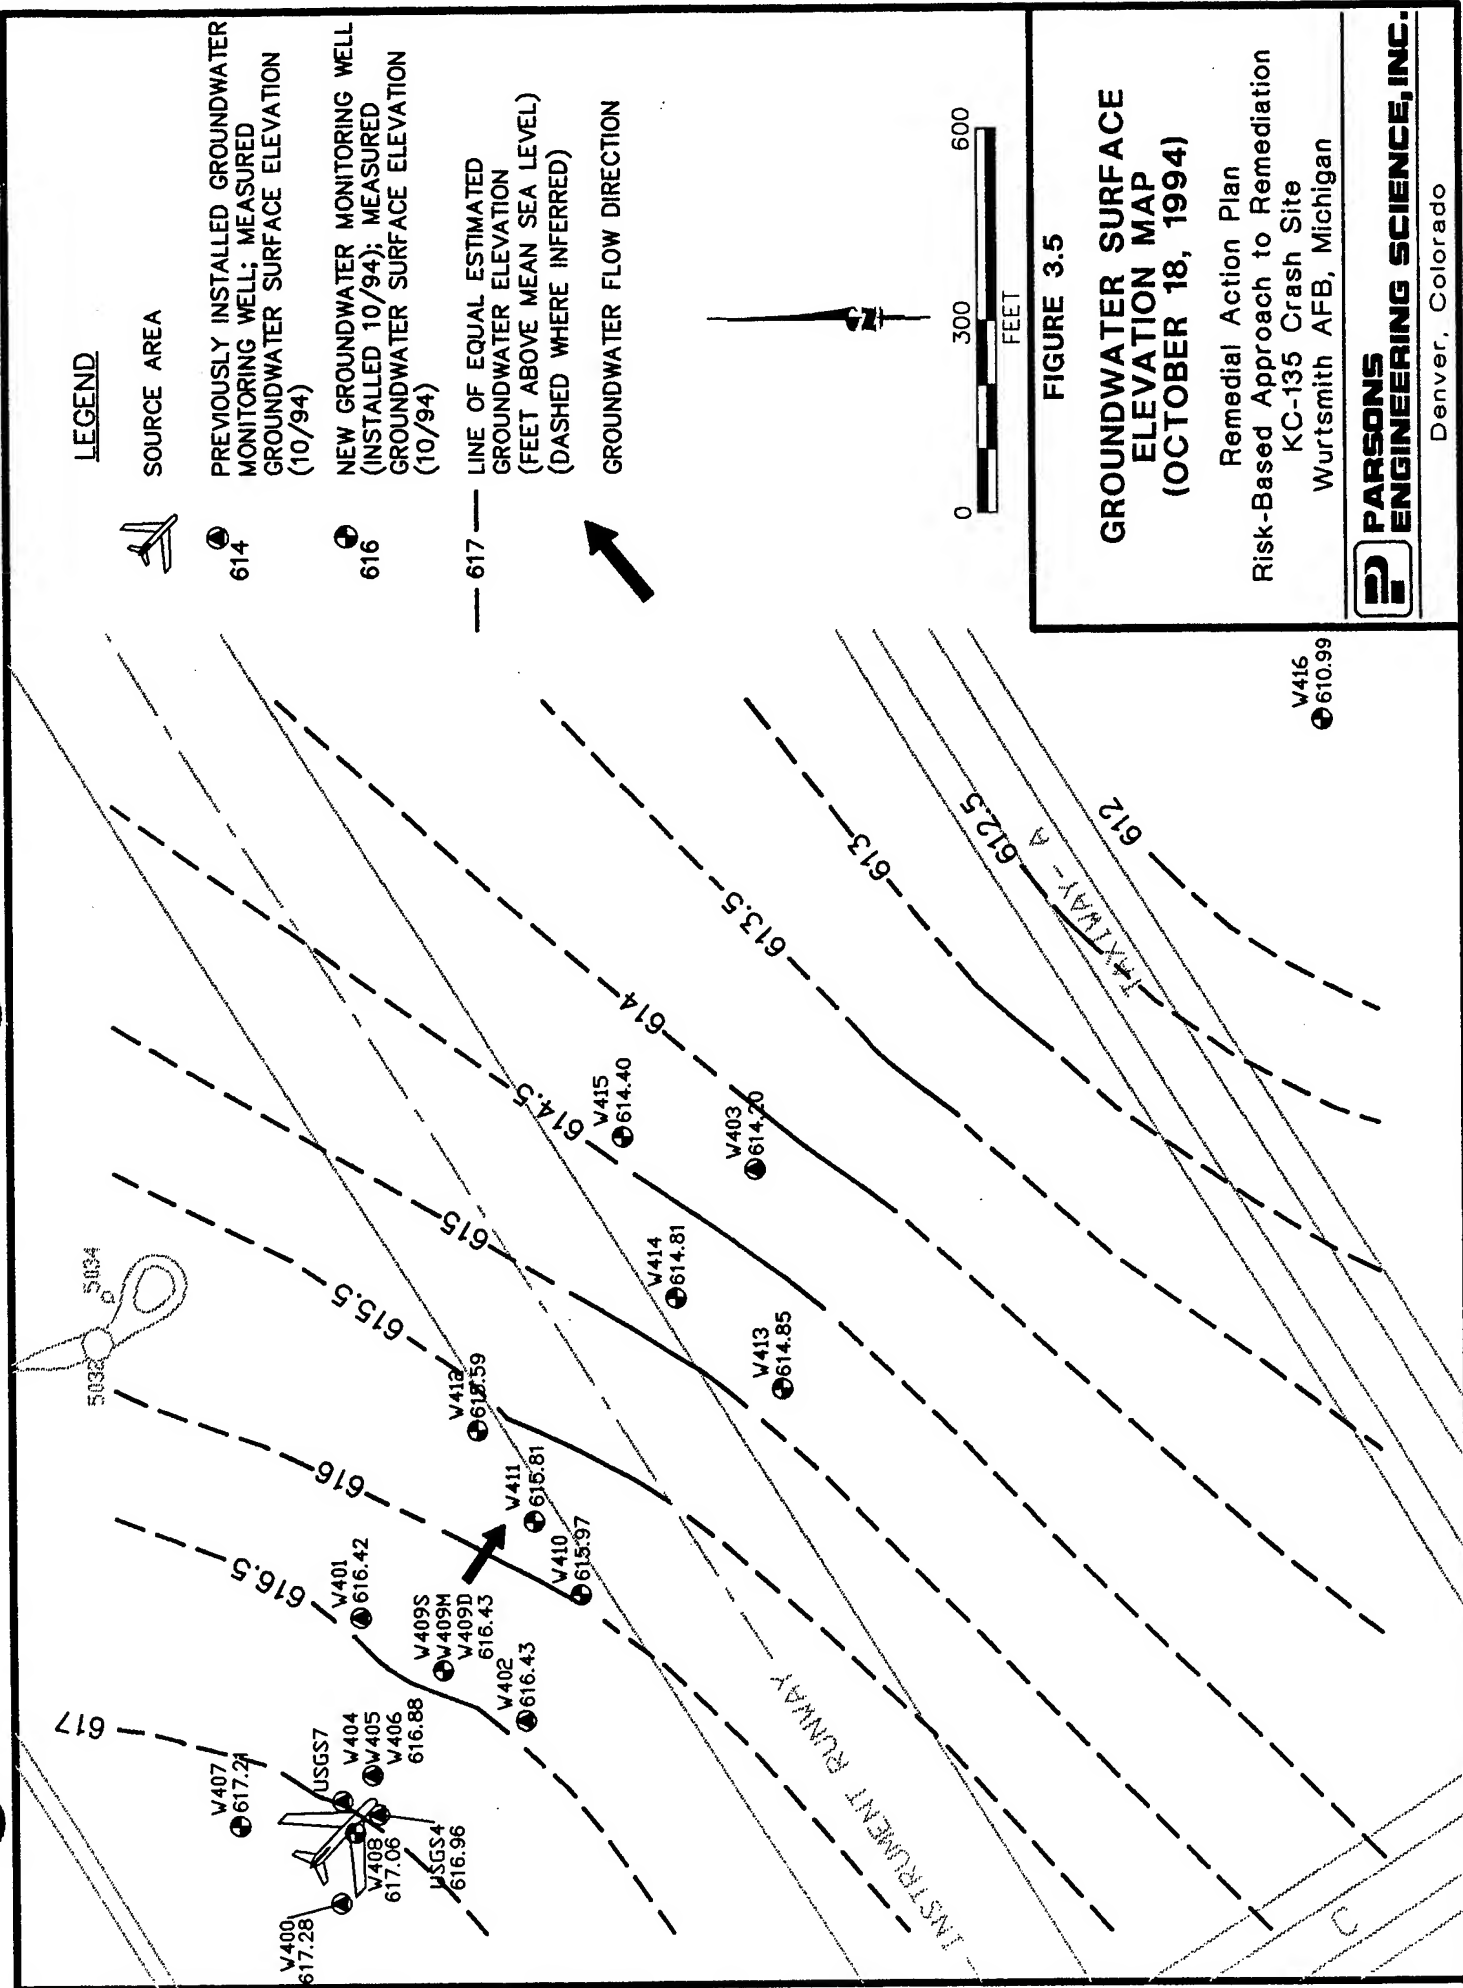 LEGEND
SOURCE AREA
614
PREVIOUSLY INSTALLED GROUNDWATER
MONITORING WELL; MEASURED
GROUNDWATER SURFACE ELEVATION
(10/94)
616
NEW GROUNDWATER MONITORING WELL
(INSTALLED 10/94); MEASURED
GROUNDWATER SURFACE ELEVATION
(10/94)
617
LINE OF EQUAL ESTIMATED
GROUNDWATER ELEVATION
(FEET ABOVE MEAN SEA LEVEL)
(DASHED WHERE INFERRED)
GROUNDWATER FLOW DIRECTION
N
0 300 600
FEET
FIGURE 3.5
GROUNDWATER SURFACE
ELEVATION MAP
(OCTOBER 18, 1994)
Remedial Action Plan
Risk-Based Approach to Remediation
KC-135 Crash Site
Wurtsmith AFB, Michigan
PARSONS
ENGINEERING SCIENCE, INC.
Denver, Colorado
617
616.5
616
615.5
615
614.5
614
613.5
613
612.5
612
W407
617.21
USGS7
W404
W405
W406
616.88
W400
617.28
W408
617.06
USGS4
616.96
W401
616.42
W409S
W409M
W409D
616.43
W402
616.43
W410
615.97
W411
615.81
W412
615.59
W413
614.85
W414
614.81
W415
614.40
W403
614.20
W416
610.99
5034
INSTRUMENT RUNWAY
TAXIWAY- A
C